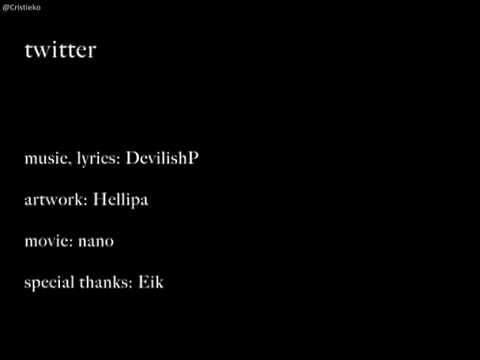 @Cristieko
twitter
music, lyrics: DevilishP
artwork: Hellipa
movie: nano
special thanks: Eik